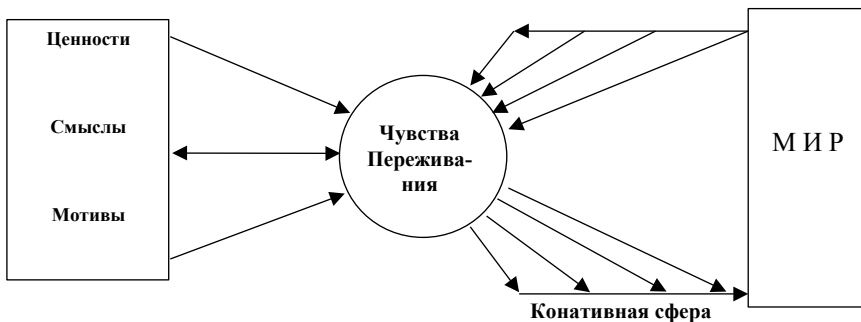 Ценности
Смыслы
Мотивы
Чувства
Пережива-
ния
М И Р
Конативная сфера